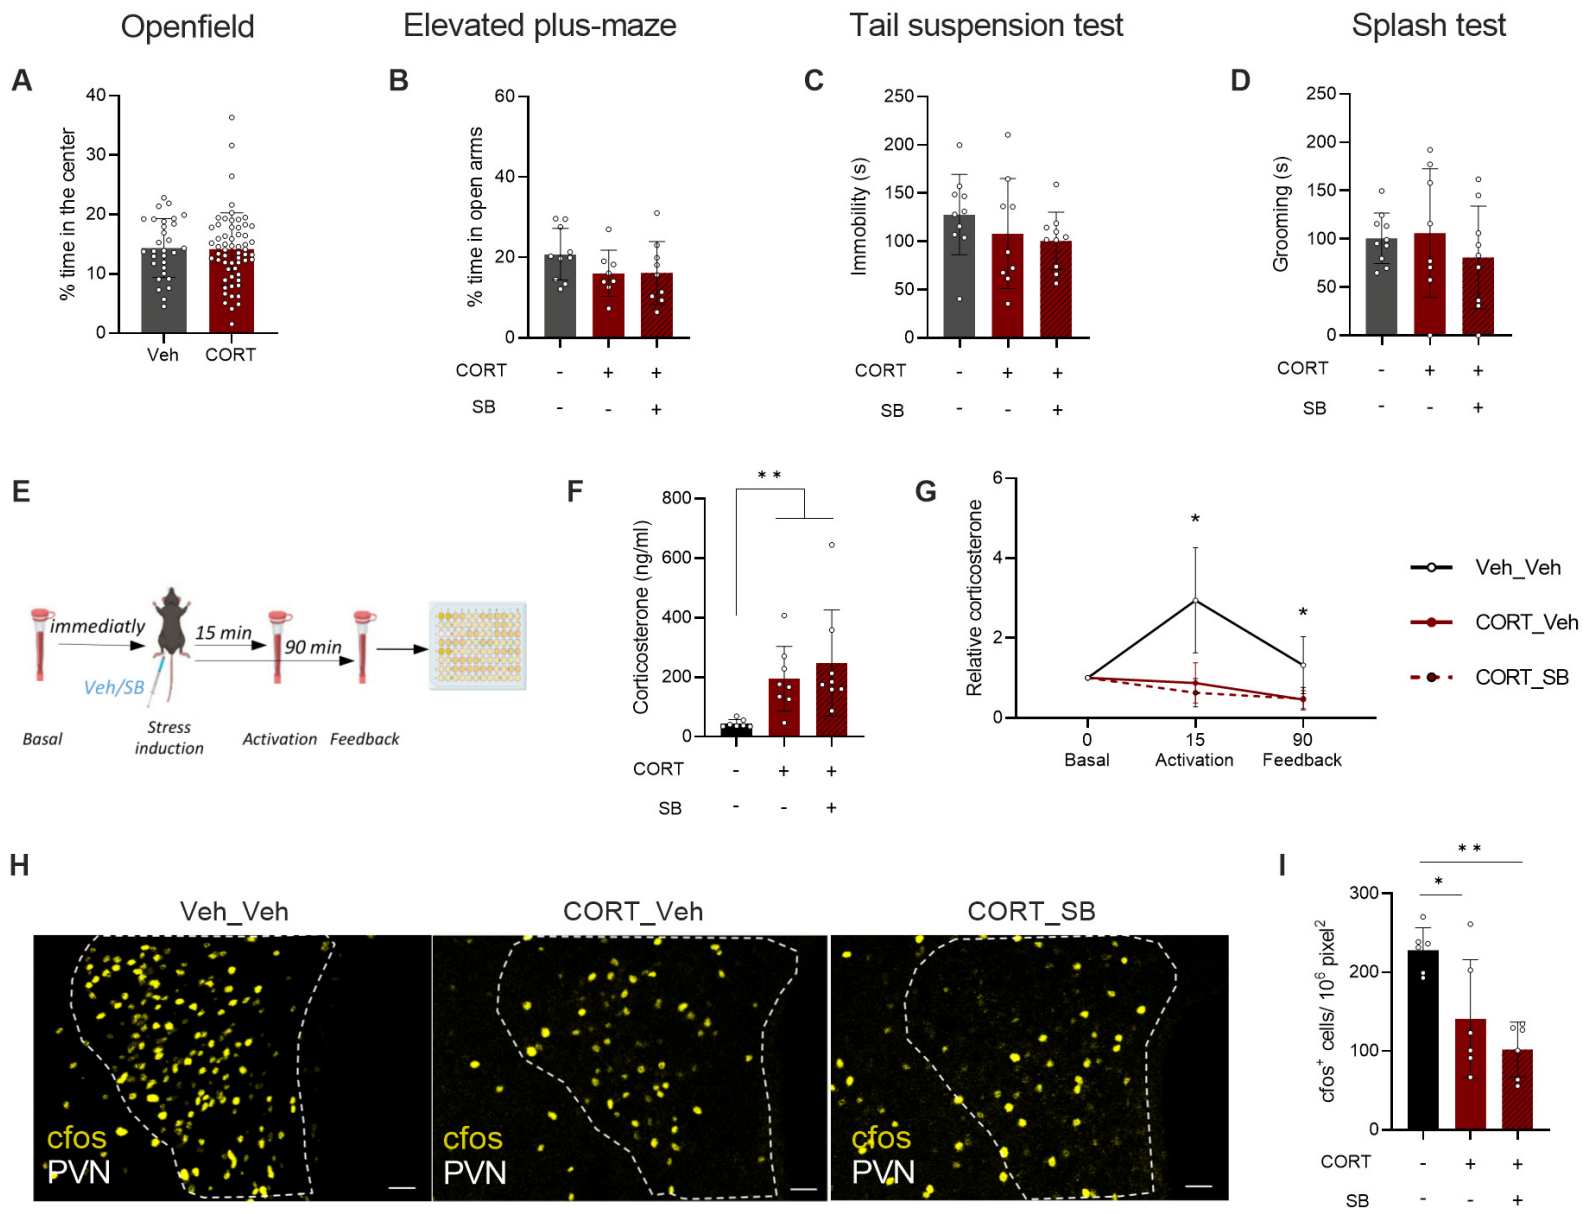 Openfield
Elevated plus-maze
Tail suspension test
Splash test
A
% time in the center
40
30
20
10
0
Veh CORT
B
% time in open arms
60
40
20
0
CORT - + +
SB - - +
C
Immobility (s)
250
200
150
100
50
0
CORT - + +
SB - - +
D
Grooming (s)
250
200
150
100
50
0
CORT - + +
SB - - +
E
immediatly
15 min
90 min
Veh/SB
Basal
Stress
induction
Activation
Feedback
F
Corticosterone (ng/ml)
800
600
400
200
0
**
CORT - + +
SB - - +
G
Relative corticosterone
6
4
2
0
*
*
0 15 90
Basal Activation Feedback
Veh_Veh
CORT_Veh
CORT_SB
H
Veh_Veh
CORT_Veh
CORT_SB
cfos
PVN
cfos
PVN
cfos
PVN
I
cfos⁺ cells/ 10⁶ pixel²
300
200
100
0
**
*
CORT - + +
SB - - +